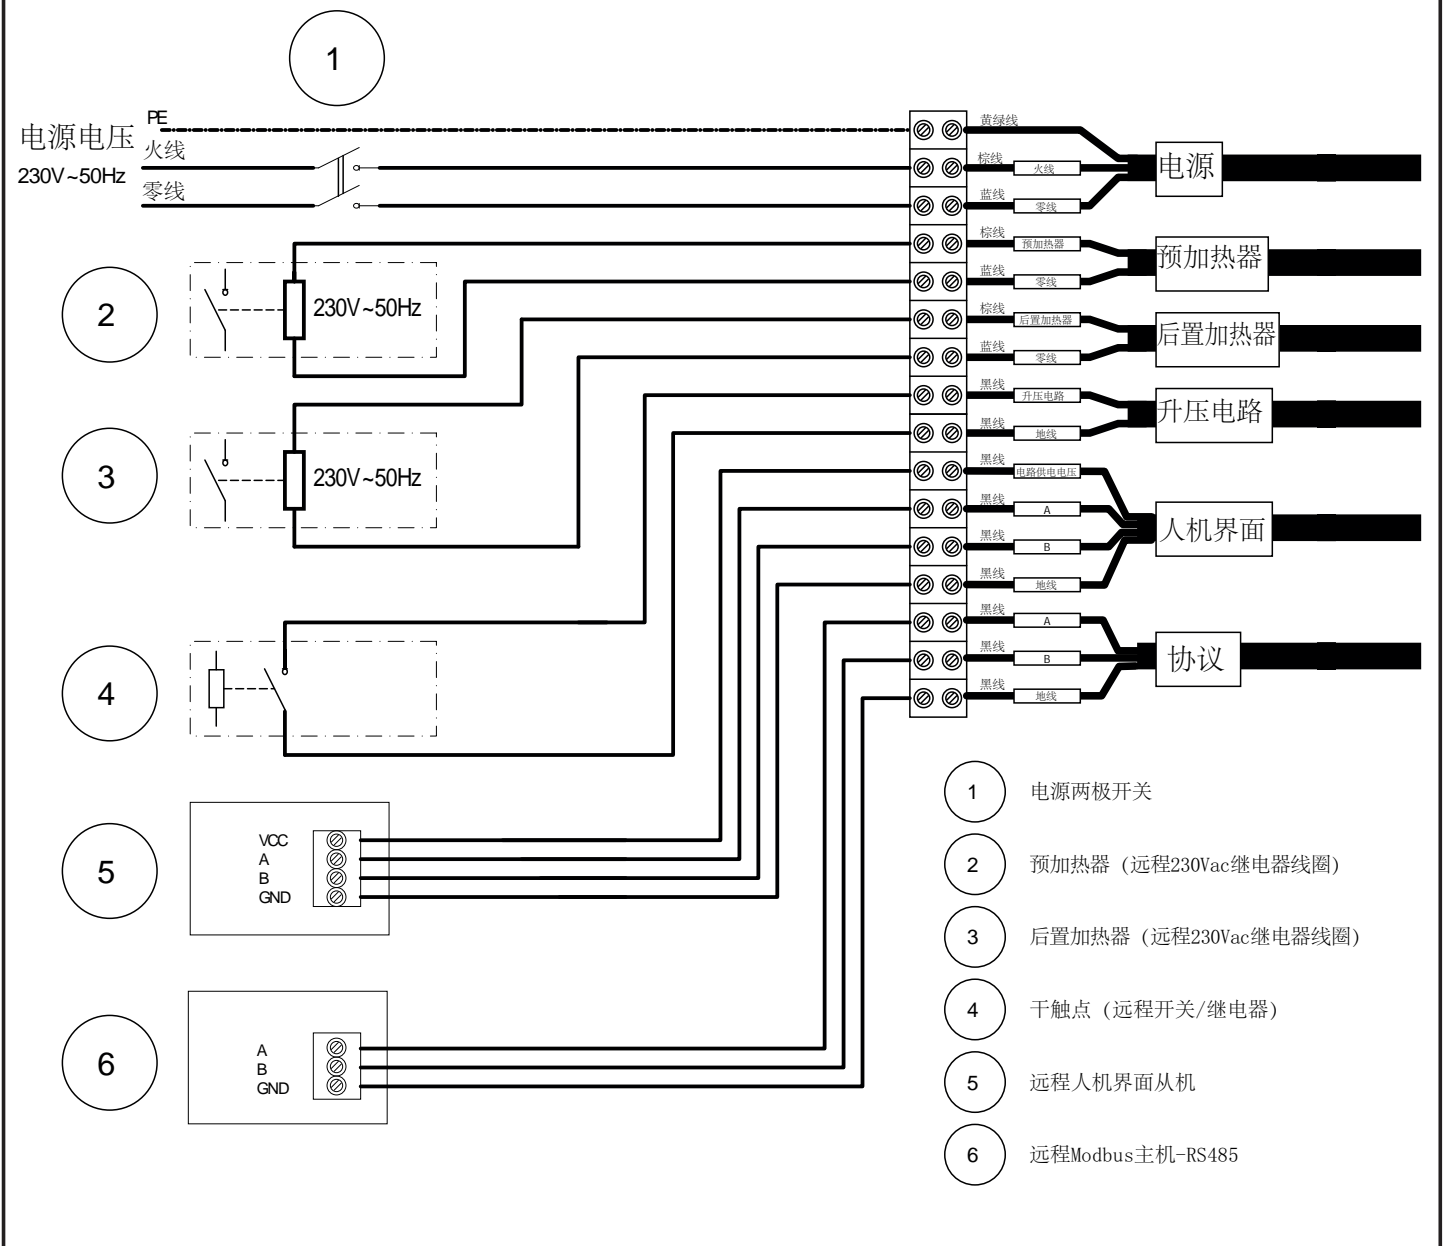 1
电源电压
230V~50Hz
PE
火线
零线
黄绿线
棕线 火线
蓝线 零线
电源
棕线 预加热器
蓝线 零线
预加热器
棕线 后置加热器
蓝线 零线
后置加热器
黑线 升压电路
黑线 地线
升压电路
黑线 电路供电电压
黑线 A
黑线 B
黑线 地线
人机界面
黑线 A
黑线 B
黑线 地线
协议
2
230V~50Hz
3
230V~50Hz
4
5
VCC
A
B
GND
6
A
B
GND
1 电源两极开关
2 预加热器 (远程230Vac继电器线圈)
3 后置加热器 (远程230Vac继电器线圈)
4 干触点 (远程开关/继电器)
5 远程人机界面从机
6 远程Modbus主机-RS485